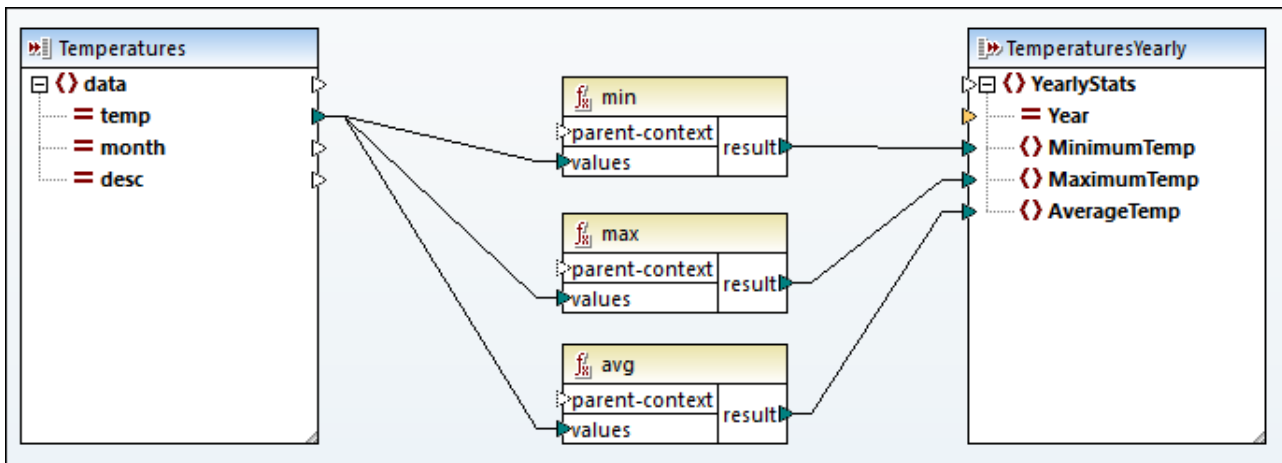 Temperatures
data
temp
month
desc
min
parent-context
values
result
max
parent-context
values
result
avg
parent-context
values
result
TemperaturesYearly
YearlyStats
Year
MinimumTemp
MaximumTemp
AverageTemp